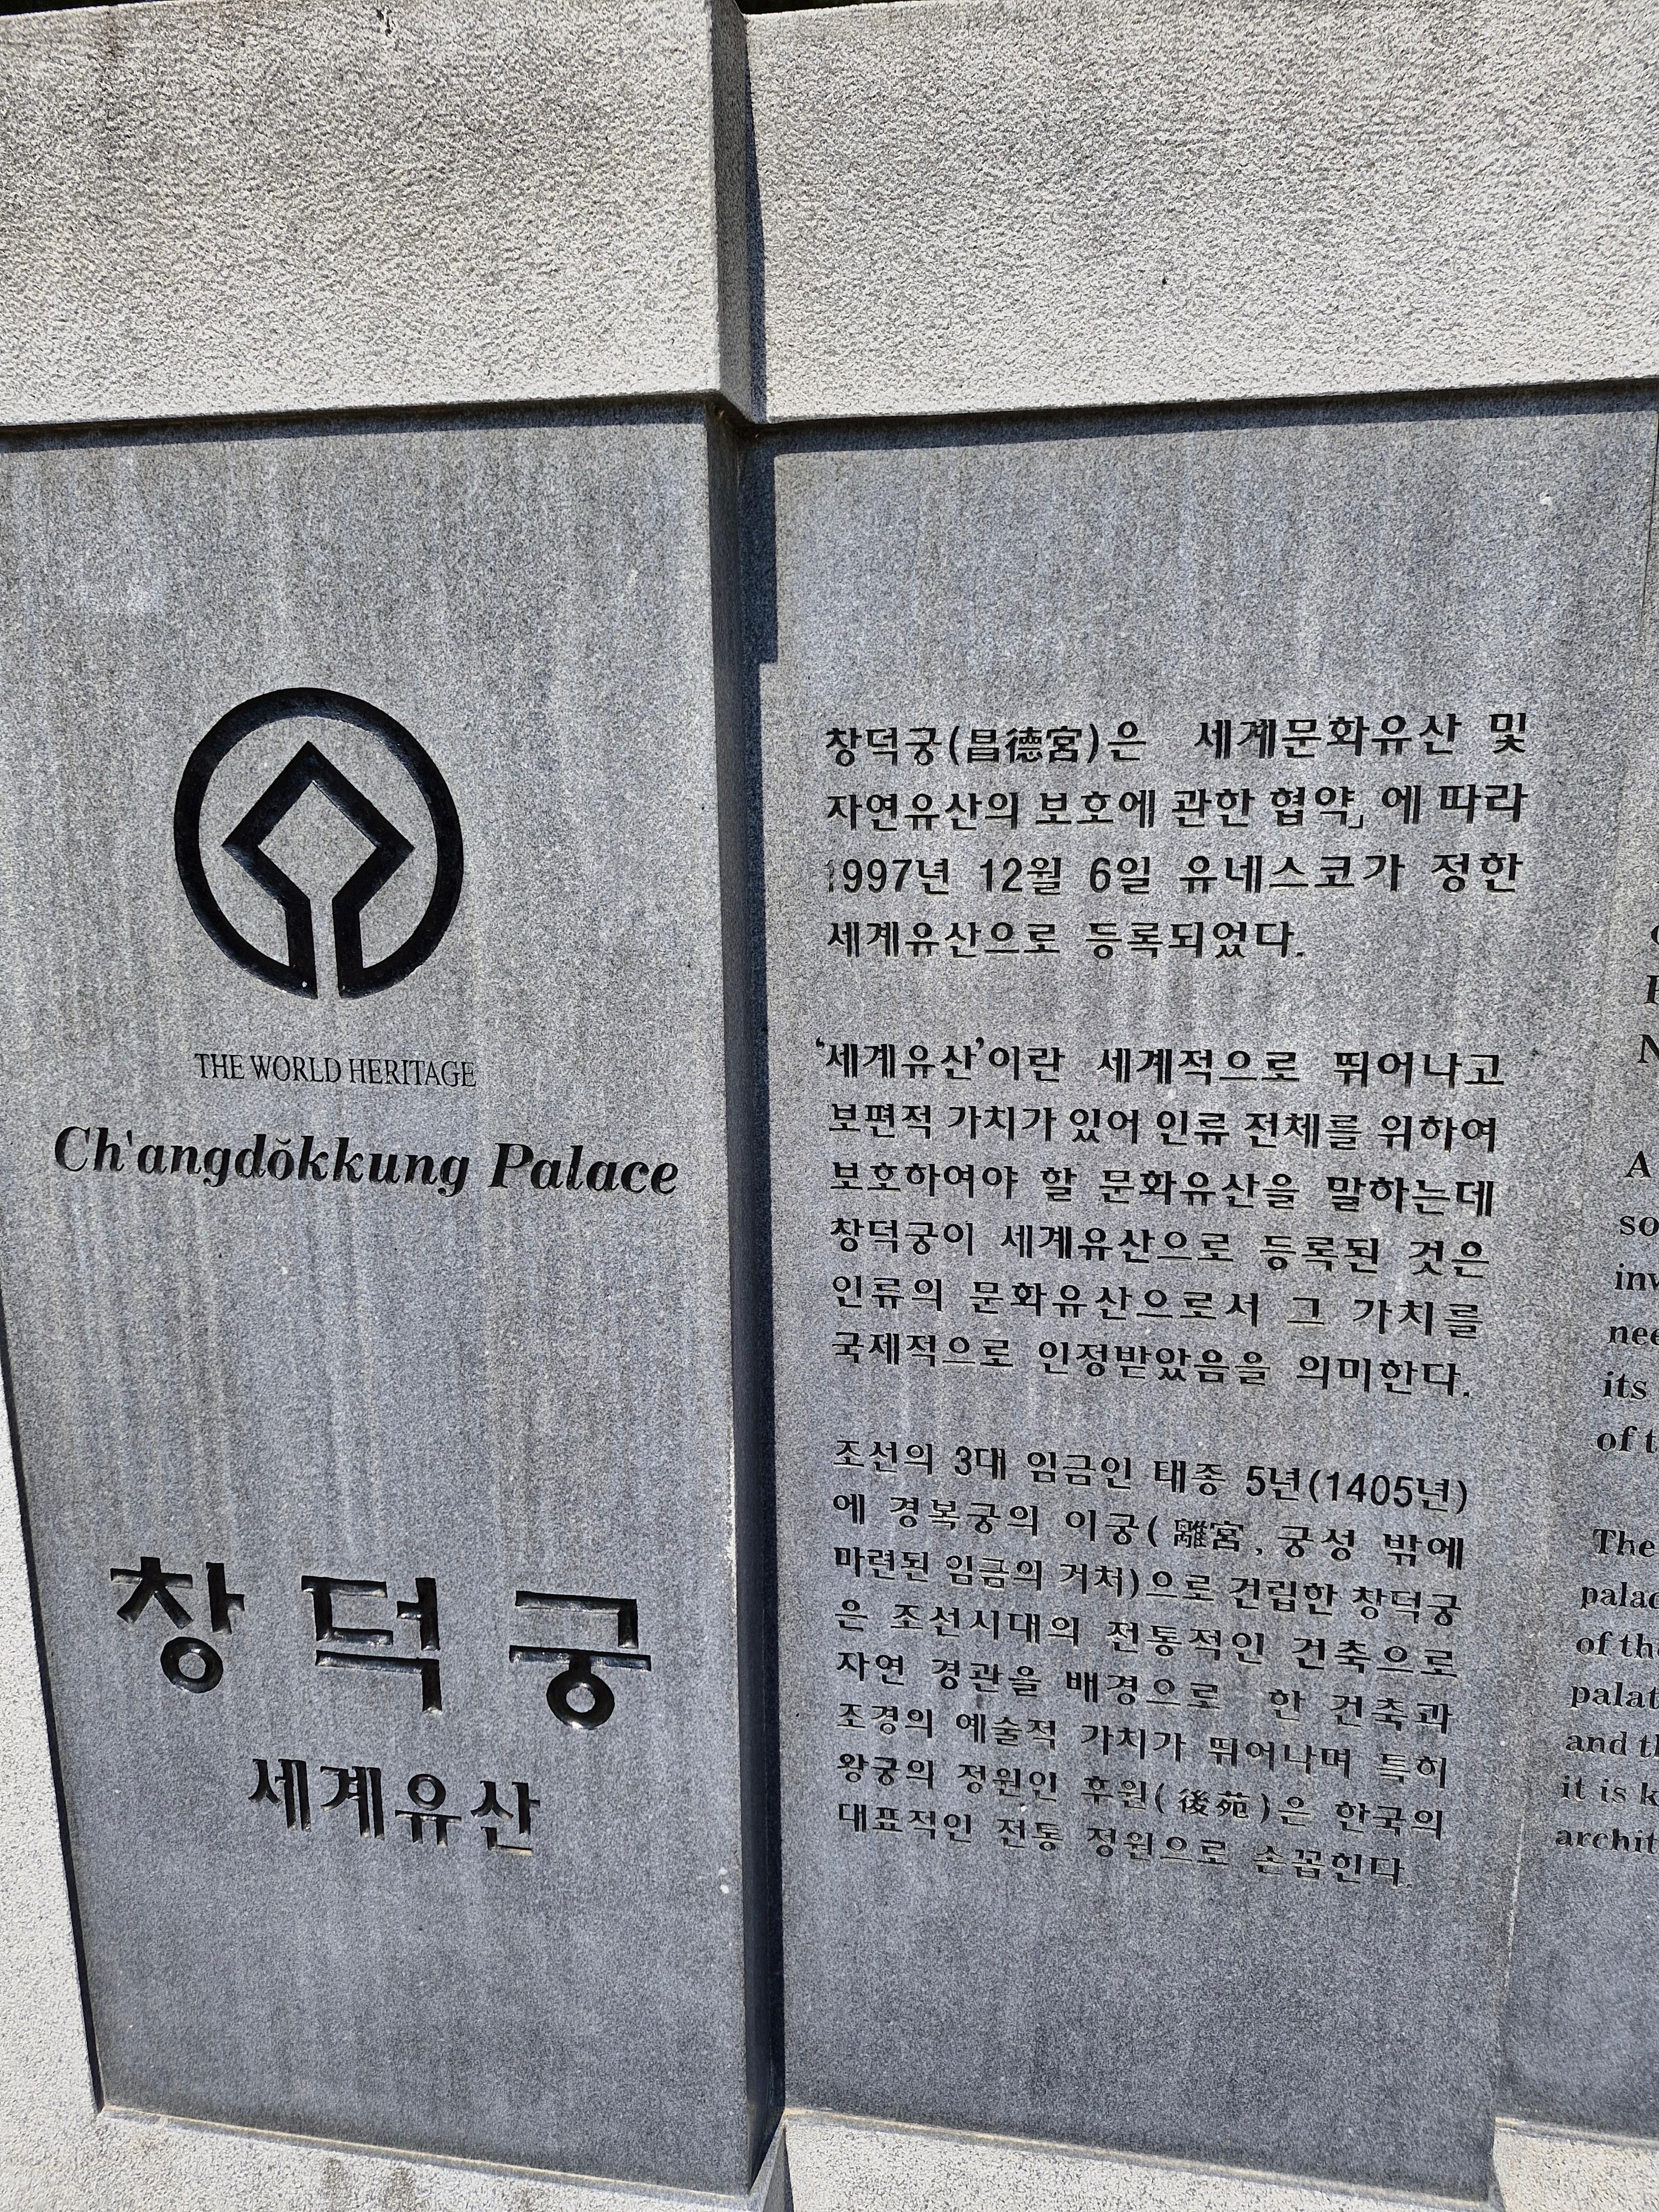 THE WORLD HERITAGE
Ch'angdŏkkung Palace
창덕궁
세계유산
창덕궁(昌德宮)은 세계문화유산 및
자연유산의 보호에 관한 협약」에 따라
1997년 12월 6일 유네스코가 정한
세계유산으로 등록되었다.
‘세계유산’이란 세계적으로 뛰어나고
보편적 가치가 있어 인류 전체를 위하여
보호하여야 할 문화유산을 말하는데
창덕궁이 세계유산으로 등록된 것은
인류의 문화유산으로서 그 가치를
국제적으로 인정받았음을 의미한다.
조선의 3대 임금인 태종 5년(1405년)
에 경복궁의 이궁(離宮, 궁성 밖에
마련된 임금의 거처)으로 건립한 창덕궁
은 조선시대의 전통적인 건축으로
자연 경관을 배경으로 한 건축과
조경의 예술적 가치가 뛰어나며 특히
왕궁의 정원인 후원(後苑)은 한국의
대표적인 전통 정원으로 손꼽힌다.
A
so
inv
nee
its
of t
The
palac
of the
palat
and th
it is k
archit